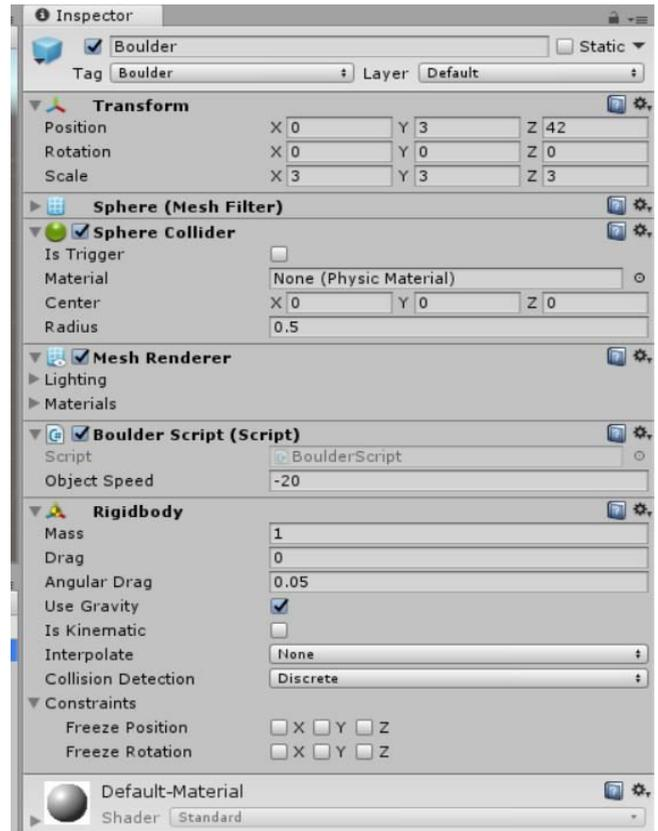 Inspector
Boulder Static
Tag Boulder Layer Default
Transform
Position X 0 Y 3 Z 42
Rotation X 0 Y 0 Z 0
Scale X 3 Y 3 Z 3
Sphere (Mesh Filter)
Sphere Collider
Is Trigger
Material None (Physic Material)
Center X 0 Y 0 Z 0
Radius 0.5
Mesh Renderer
Lighting
Materials
Boulder Script (Script)
Script BoulderScript
Object Speed -20
Rigidbody
Mass 1
Drag 0
Angular Drag 0.05
Use Gravity
Is Kinematic
Interpolate None
Collision Detection Discrete
Constraints
Freeze Position X Y Z
Freeze Rotation X Y Z
Default-Material
Shader Standard